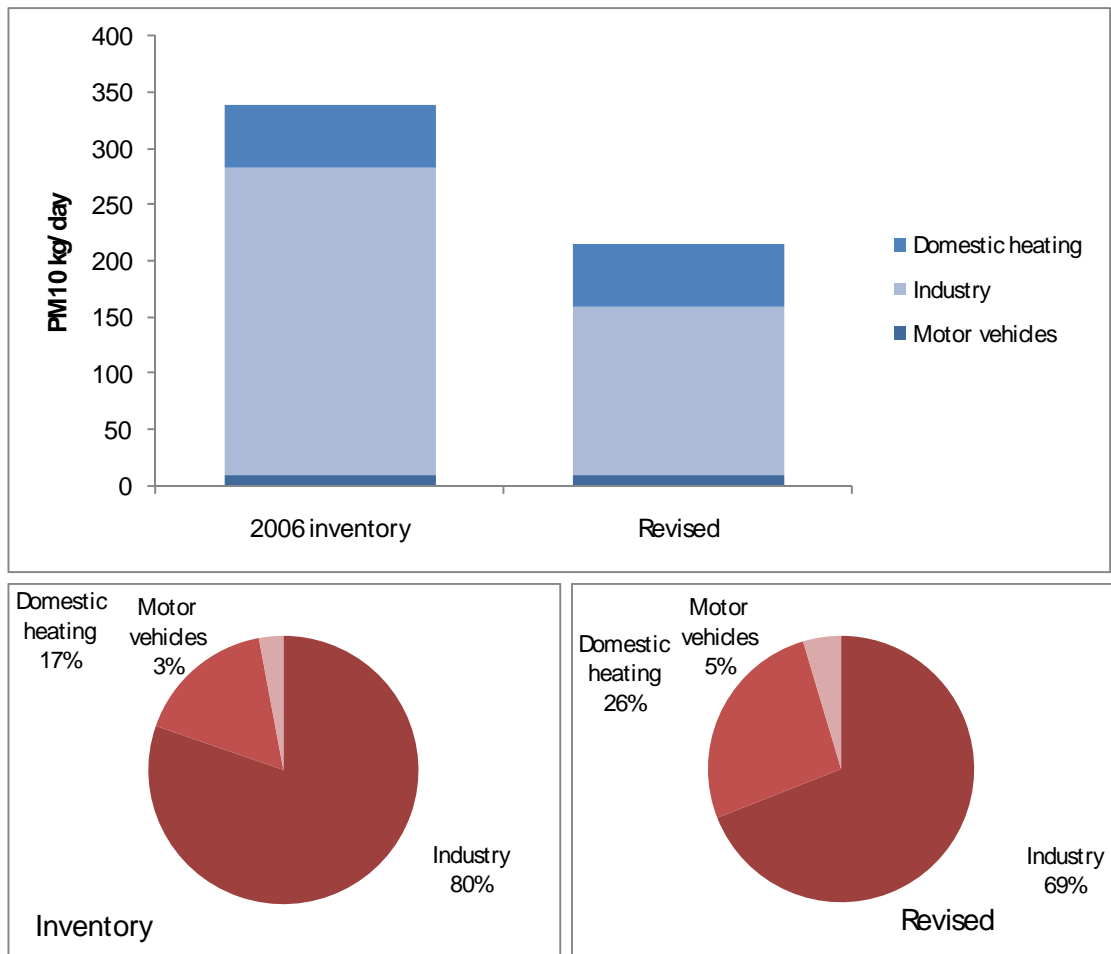 400
350
300
250
200
150
100
50
0
PM10 kg/day
2006 inventory
Revised
Domestic heating
Industry
Motor vehicles
Domestic
heating
17%
Motor
vehicles
3%
Industry
80%
Inventory
Motor
vehicles
5%
Domestic
heating
26%
Industry
69%
Revised